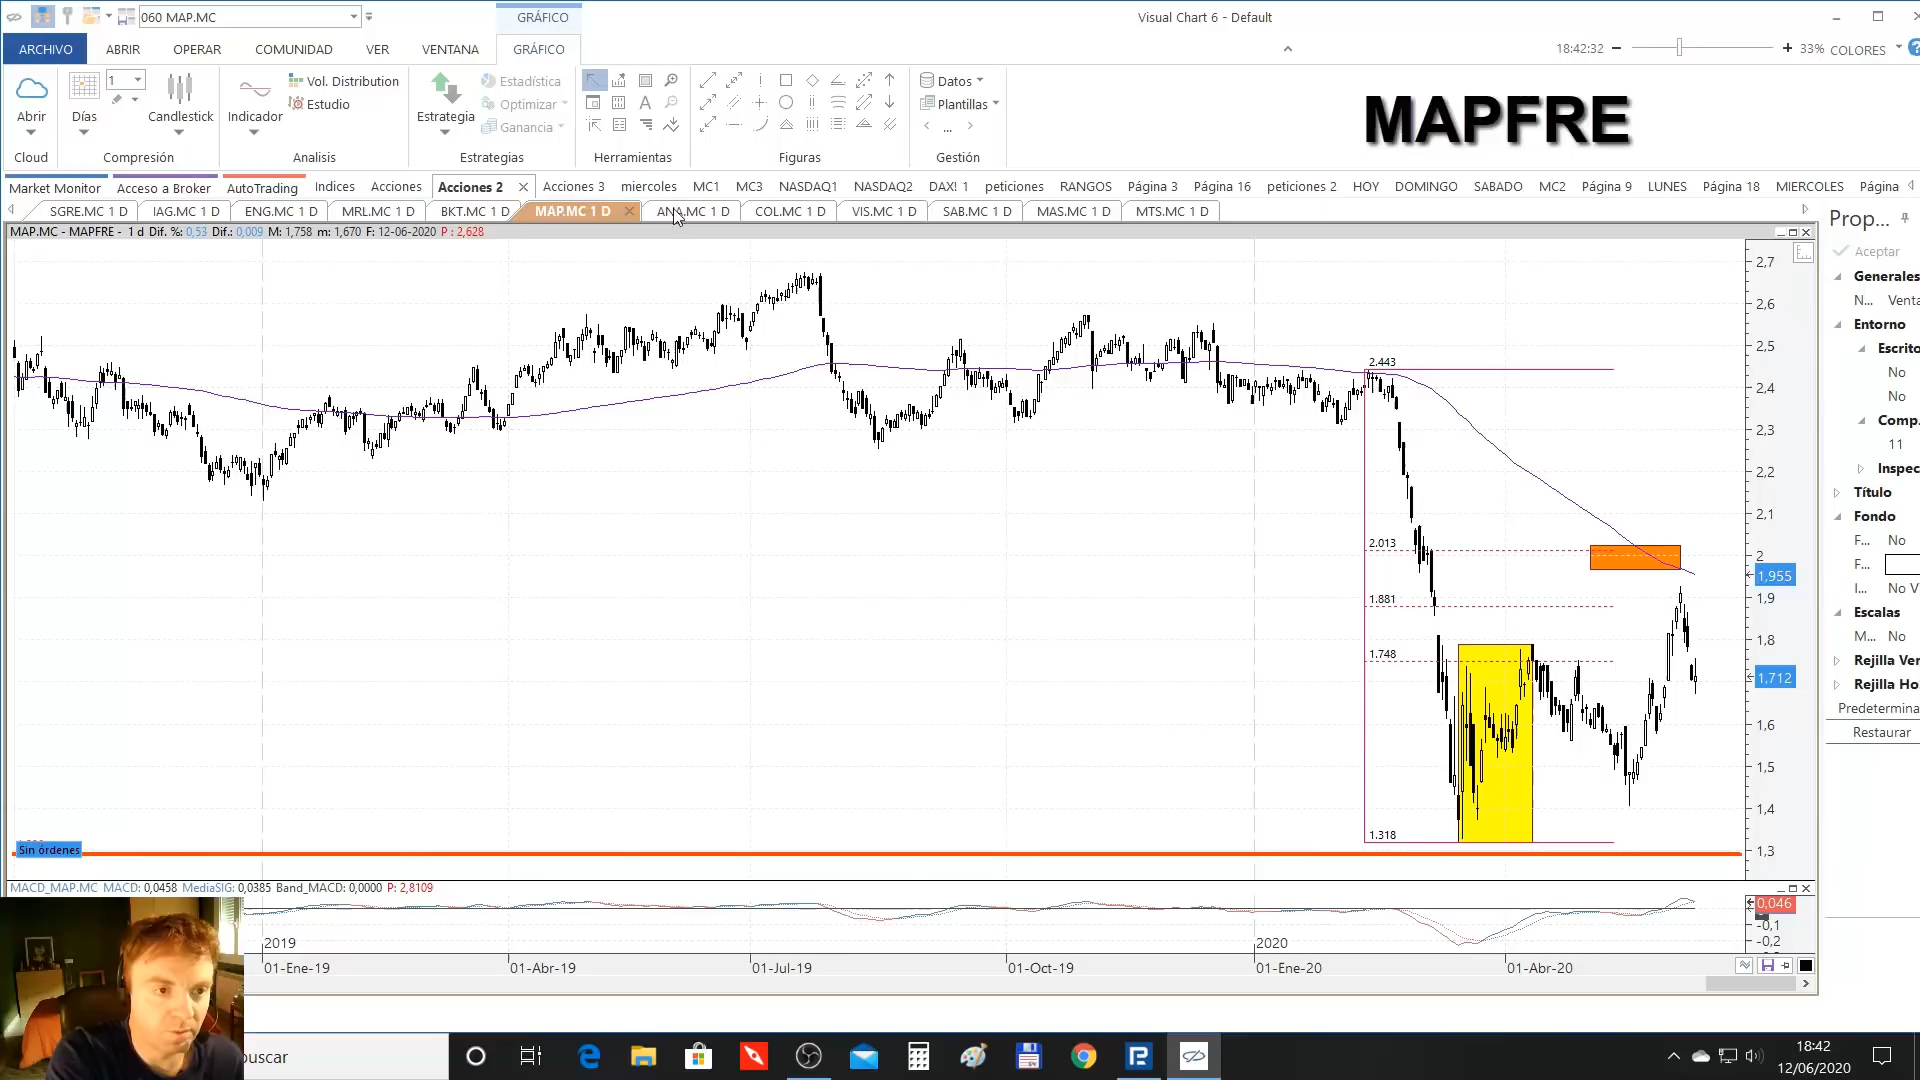 060 MAP.MC
GRÁFICO
Visual Chart 6 - Default
ARCHIVO ABRIR OPERAR COMUNIDAD VER VENTANA GRÁFICO
18:42:32 33% COLORES
Abrir
Cloud
1
Días
Candlestick
Compresión
Indicador
Vol. Distribution
Estudio
Analisis
Estrategia
Estadística
Optimizar
Ganancia
Estrategias
Herramientas
Figuras
Datos
Plantillas
...
Gestión
MAPFRE
Market Monitor Acceso a Broker AutoTrading Indices Acciones Acciones 2 Acciones 3 miercoles MC1 MC3 NASDAQ1 NASDAQ2 DAX! 1 peticiones RANGOS Página 3 Página 16 peticiones 2 HOY DOMINGO SABADO MC2 Página 9 LUNES Página 18 MIERCOLES Página
SGRE.MC 1 D IAG.MC 1 D ENG.MC 1 D MRL.MC 1 D BKT.MC 1 D MAP.MC 1 D ANA.MC 1 D COL.MC 1 D VIS.MC 1 D SAB.MC 1 D MAS.MC 1 D MTS.MC 1 D
MAP.MC - MAPFRE - 1 d Dif. %: 0,53 Dif.: 0,009 M: 1,758 m: 1,670 F: 12-06-2020 P : 2,628
2,7
2,6
2,5
2,4
2,3
2,2
2,1
2
1,955
1,9
1,8
1,712
1,6
1,5
1,4
1,3
2.443
2.013
1.881
1.748
1.318
Sin órdenes
MACD_MAP.MC MACD: 0,0458 MediaSIG: 0,0385 Band_MACD: 0,0000 P: 2,8109
0,046
-0,1
-0,2
2019 2020
01-Ene-19 01-Abr-19 01-Jul-19 01-Oct-19 01-Ene-20 01-Abr-20
Prop...
Aceptar
Generales
N... Venta
Entorno
Escrito
No
No
Comp.
11
Inspec
Título
Fondo
F... No
F...
I... No V
Escalas
M... No
Rejilla Ver
Rejilla Ho
Predetermina
Restaurar
buscar
18:42
12/06/2020